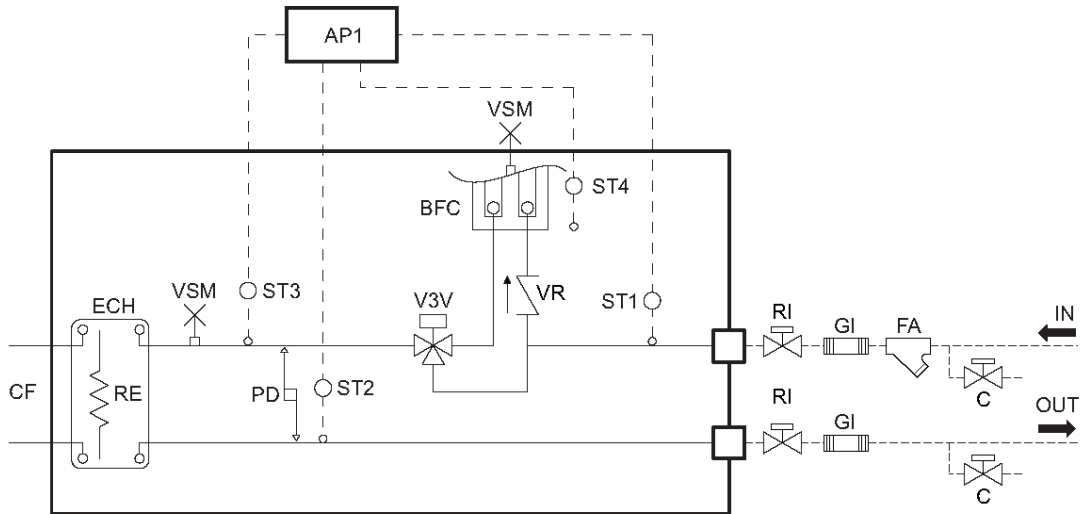 AP1
VSM
ST4
BFC
ECH
VSM
ST3
V3V
VR
ST1
RI
GI
FA
IN
CF
RE
PD
ST2
C
RI
GI
OUT
C